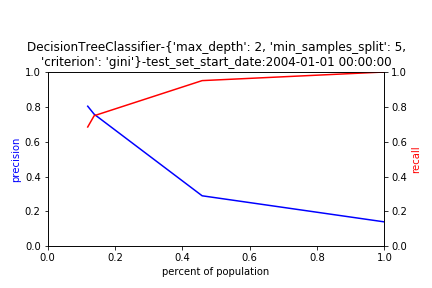 DecisionTreeClassifier-{'max_depth': 2, 'min_samples_split': 5,
'criterion': 'gini'}-test_set_start_date:2004-01-01 00:00:00
1.0
0.8
0.6
0.4
0.2
0.0
precision
1.0
0.8
0.6
0.4
0.2
0.0
recall
0.0 0.2 0.4 0.6 0.8 1.0
percent of population